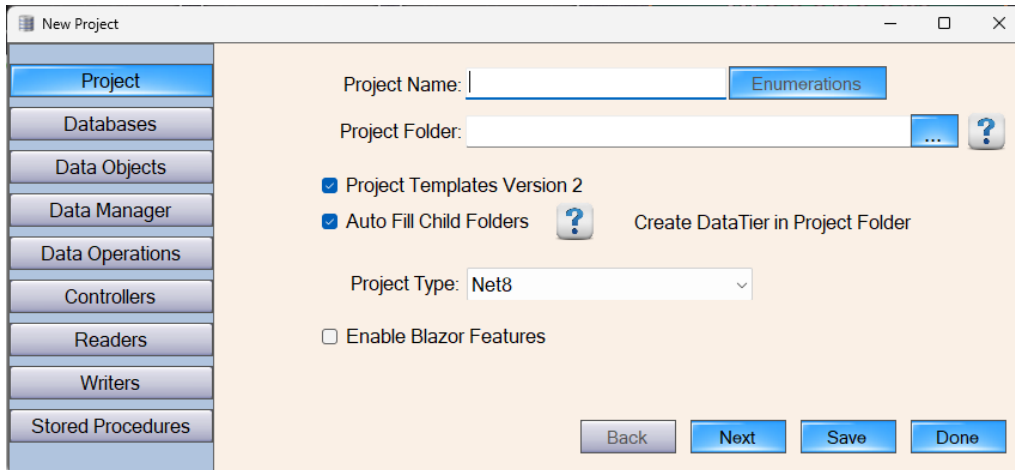 New Project
Project
Databases
Data Objects
Data Manager
Data Operations
Controllers
Readers
Writers
Stored Procedures
Project Name:
Enumerations
Project Folder:
...
?
Project Templates Version 2
Auto Fill Child Folders
?
Create DataTier in Project Folder
Project Type: Net8
Enable Blazor Features
Back
Next
Save
Done